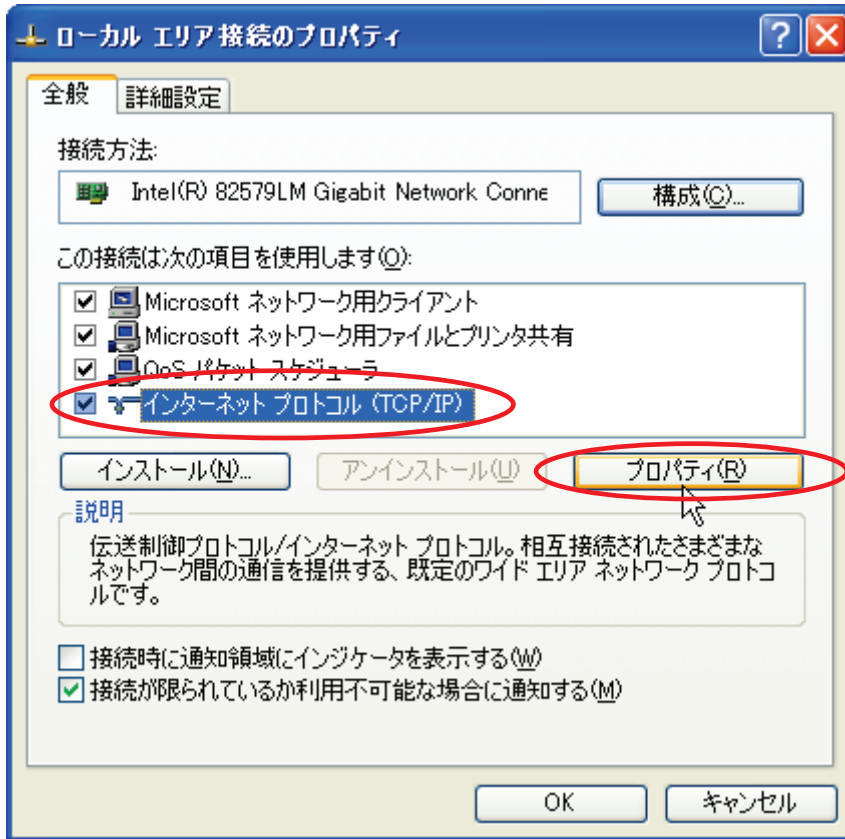 ローカル エリア接続のプロパティ
全般 詳細設定
接続方法:
Intel(R) 82579LM Gigabit Network Conne 構成(C)...
この接続は次の項目を使用します(O):
Microsoft ネットワーク用クライアント
Microsoft ネットワーク用ファイルとプリンタ共有
QoS パケット スケジューラ
インターネット プロトコル (TCP/IP)
インストール(N)... アンインストール(U) プロパティ(R)
説明
伝送制御プロトコル/インターネット プロトコル。相互接続されたさまざまな
ネットワーク間の通信を提供する、既定のワイド エリア ネットワーク プロトコ
ルです。
接続時に通知領域にインジケータを表示する(W)
接続が限られているか利用不可能な場合に通知する(M)
OK キャンセル